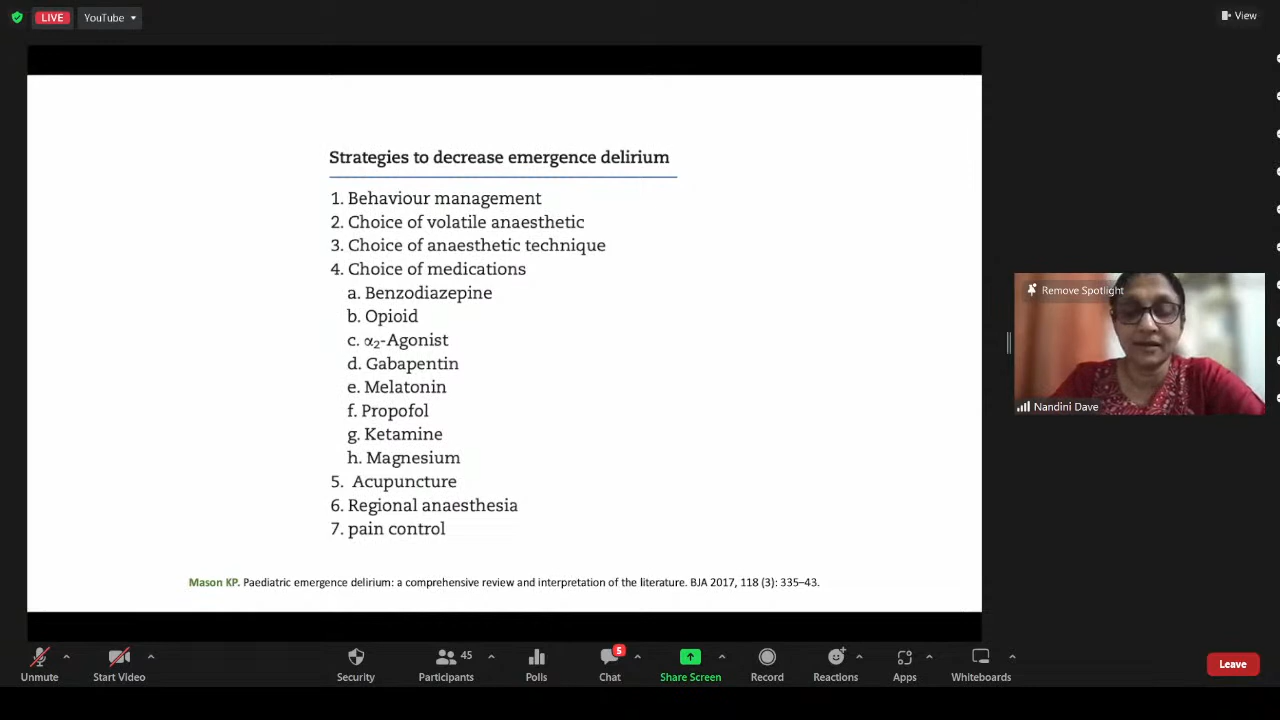 LIVE
YouTube
View
Strategies to decrease emergence delirium
1. Behaviour management
2. Choice of volatile anaesthetic
3. Choice of anaesthetic technique
4. Choice of medications
a. Benzodiazepine
b. Opioid
c. α₂-Agonist
d. Gabapentin
e. Melatonin
f. Propofol
g. Ketamine
h. Magnesium
5. Acupuncture
6. Regional anaesthesia
7. pain control
Mason KP. Paediatric emergence delirium: a comprehensive review and interpretation of the literature. BJA 2017, 118 (3): 335–43.
Remove Spotlight
Nandini Dave
45
5
Unmute
Start Video
Security
Participants
Polls
Chat
Share Screen
Record
Reactions
Apps
Whiteboards
Leave